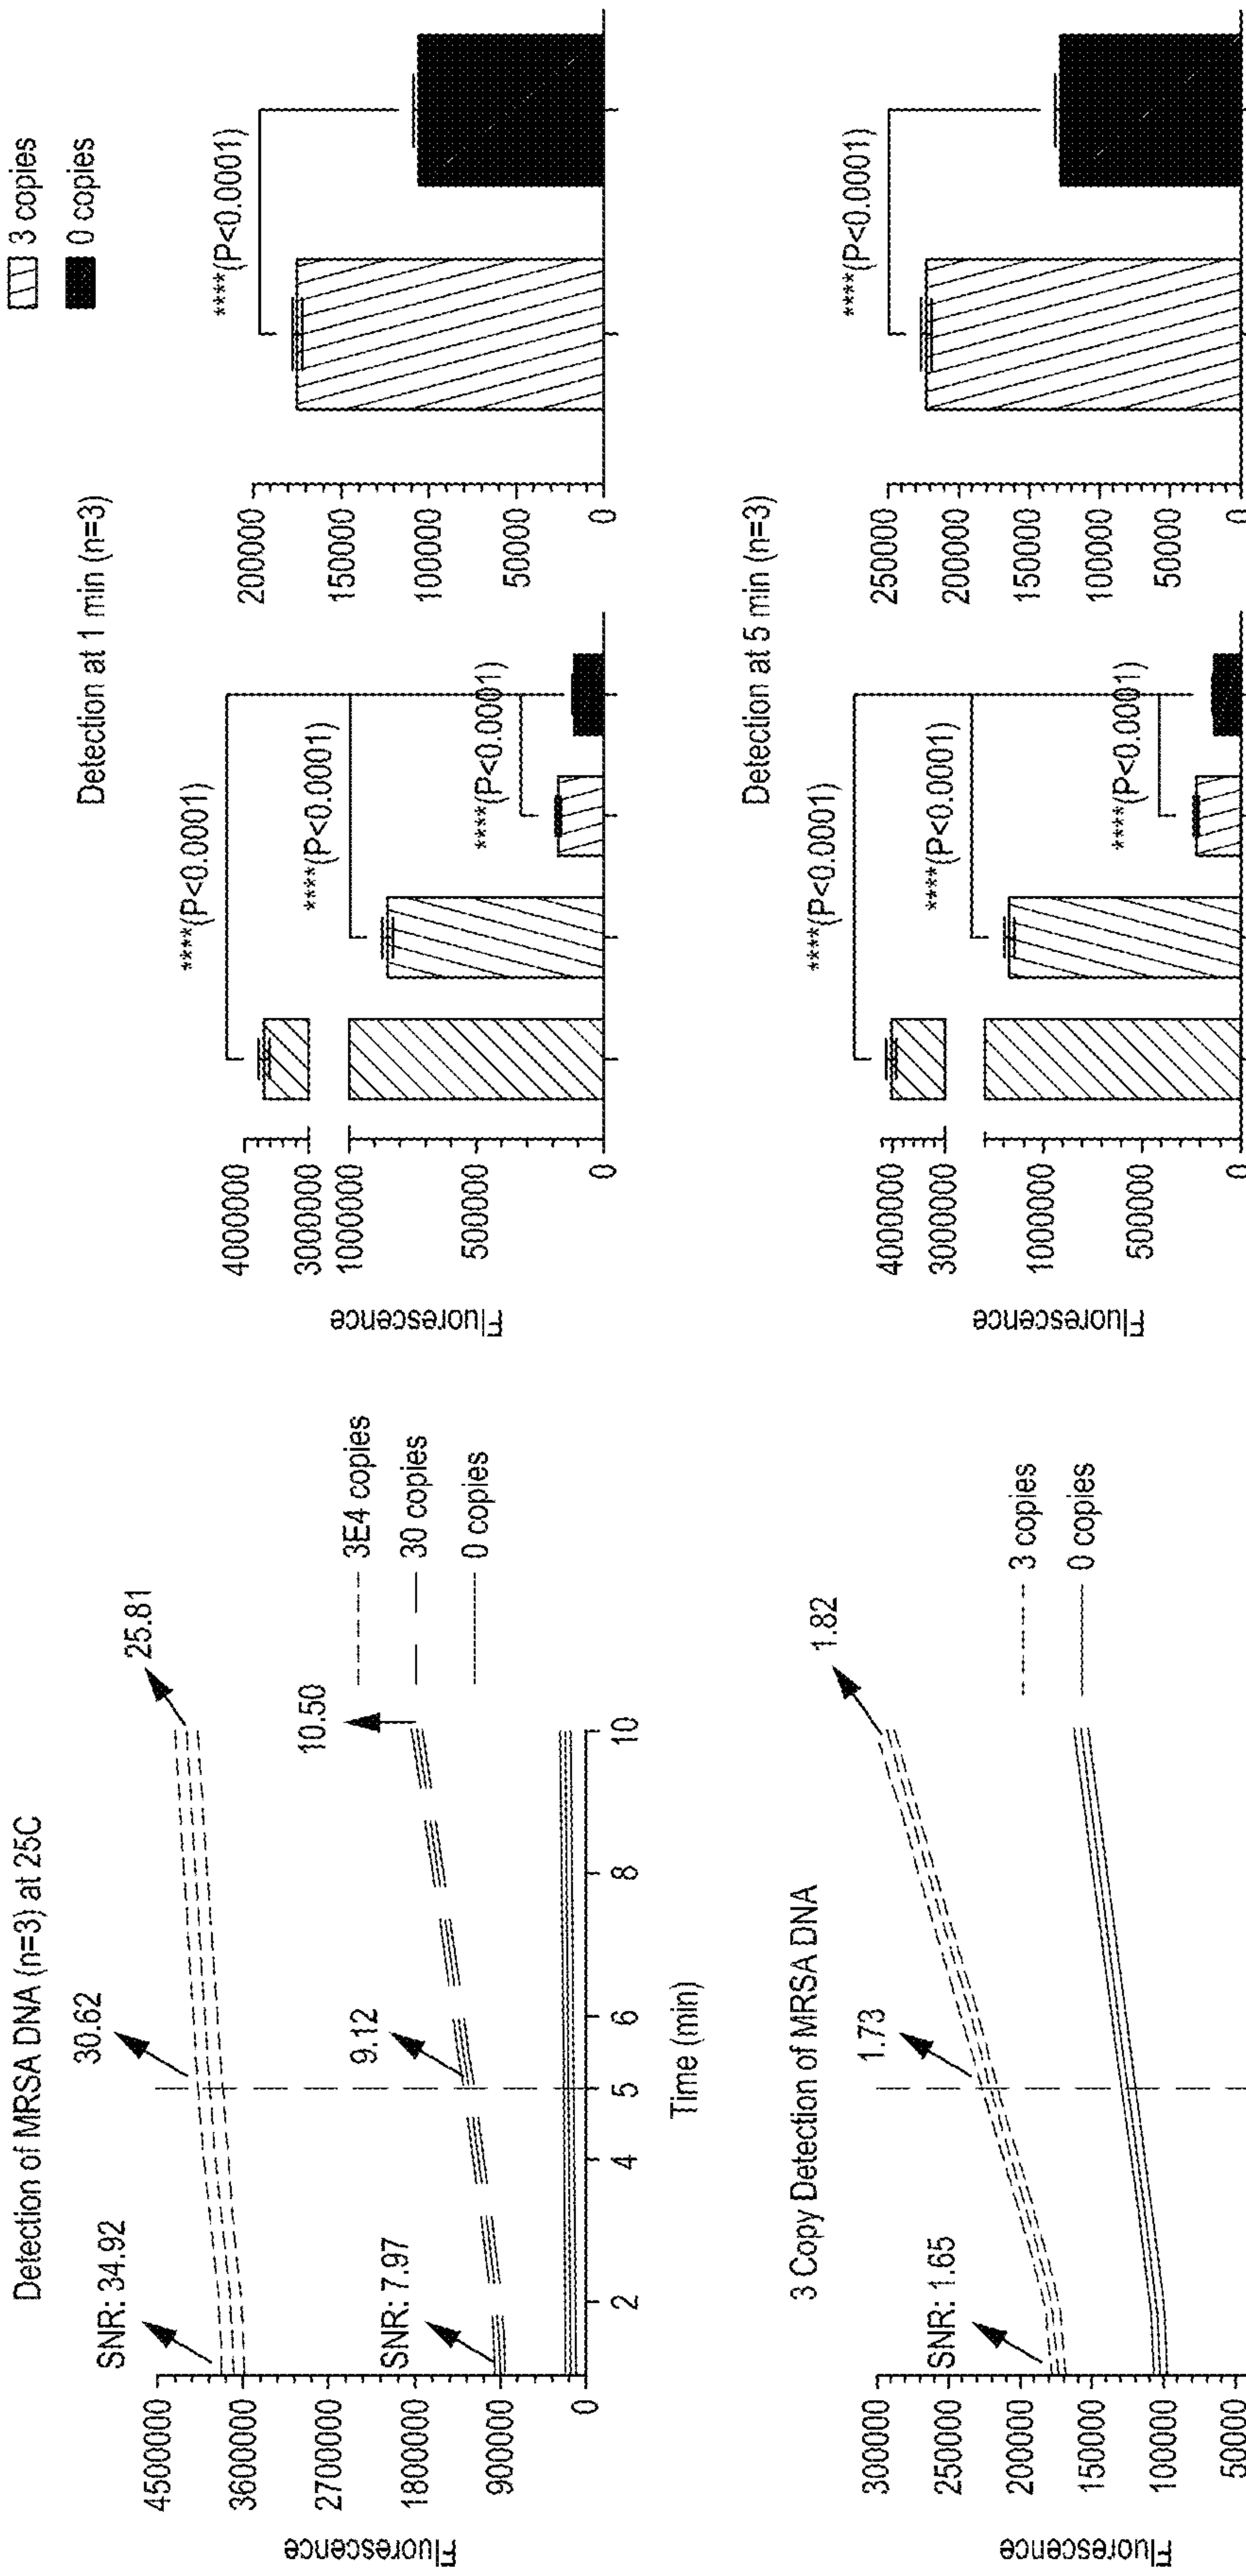 Detection of MRSA DNA (n=3) at 25C
Fluorescence
4500000
3600000
2700000
1800000
900000
0
SNR: 34.92
30.62
25.81
SNR: 7.97
9.12
10.50
2
4
5
6
8
10
Time (min)
3E4 copies
30 copies
0 copies
3 Copy Detection of MRSA DNA
Fluorescence
300000
250000
200000
150000
100000
50000
SNR: 1.65
1.73
1.82
3 copies
0 copies
3 copies
0 copies
Detection at 1 min (n=3)
Fluorescence
4000000
3000000
1000000
500000
0
****(P<0.0001)
****(P<0.0001)
****(P<0.0001)
200000
150000
100000
50000
0
****(P<0.0001)
Detection at 5 min (n=3)
Fluorescence
4000000
3000000
1000000
500000
0
****(P<0.0001)
****(P<0.0001)
****(P<0.0001)
250000
200000
150000
100000
50000
0
****(P<0.0001)